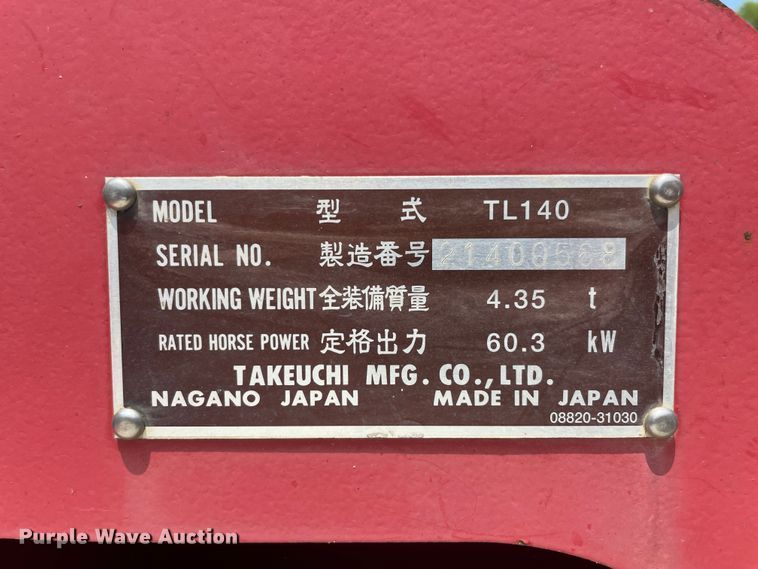 MODEL 型 式 TL140
SERIAL NO. 製造番号
WORKING WEIGHT 全装備質量 4.35 t
RATED HORSE POWER 定格出力 60.3 kW
TAKEUCHI MFG. CO., LTD.
NAGANO JAPAN MADE IN JAPAN
08820-31030
Purple Wave Auction